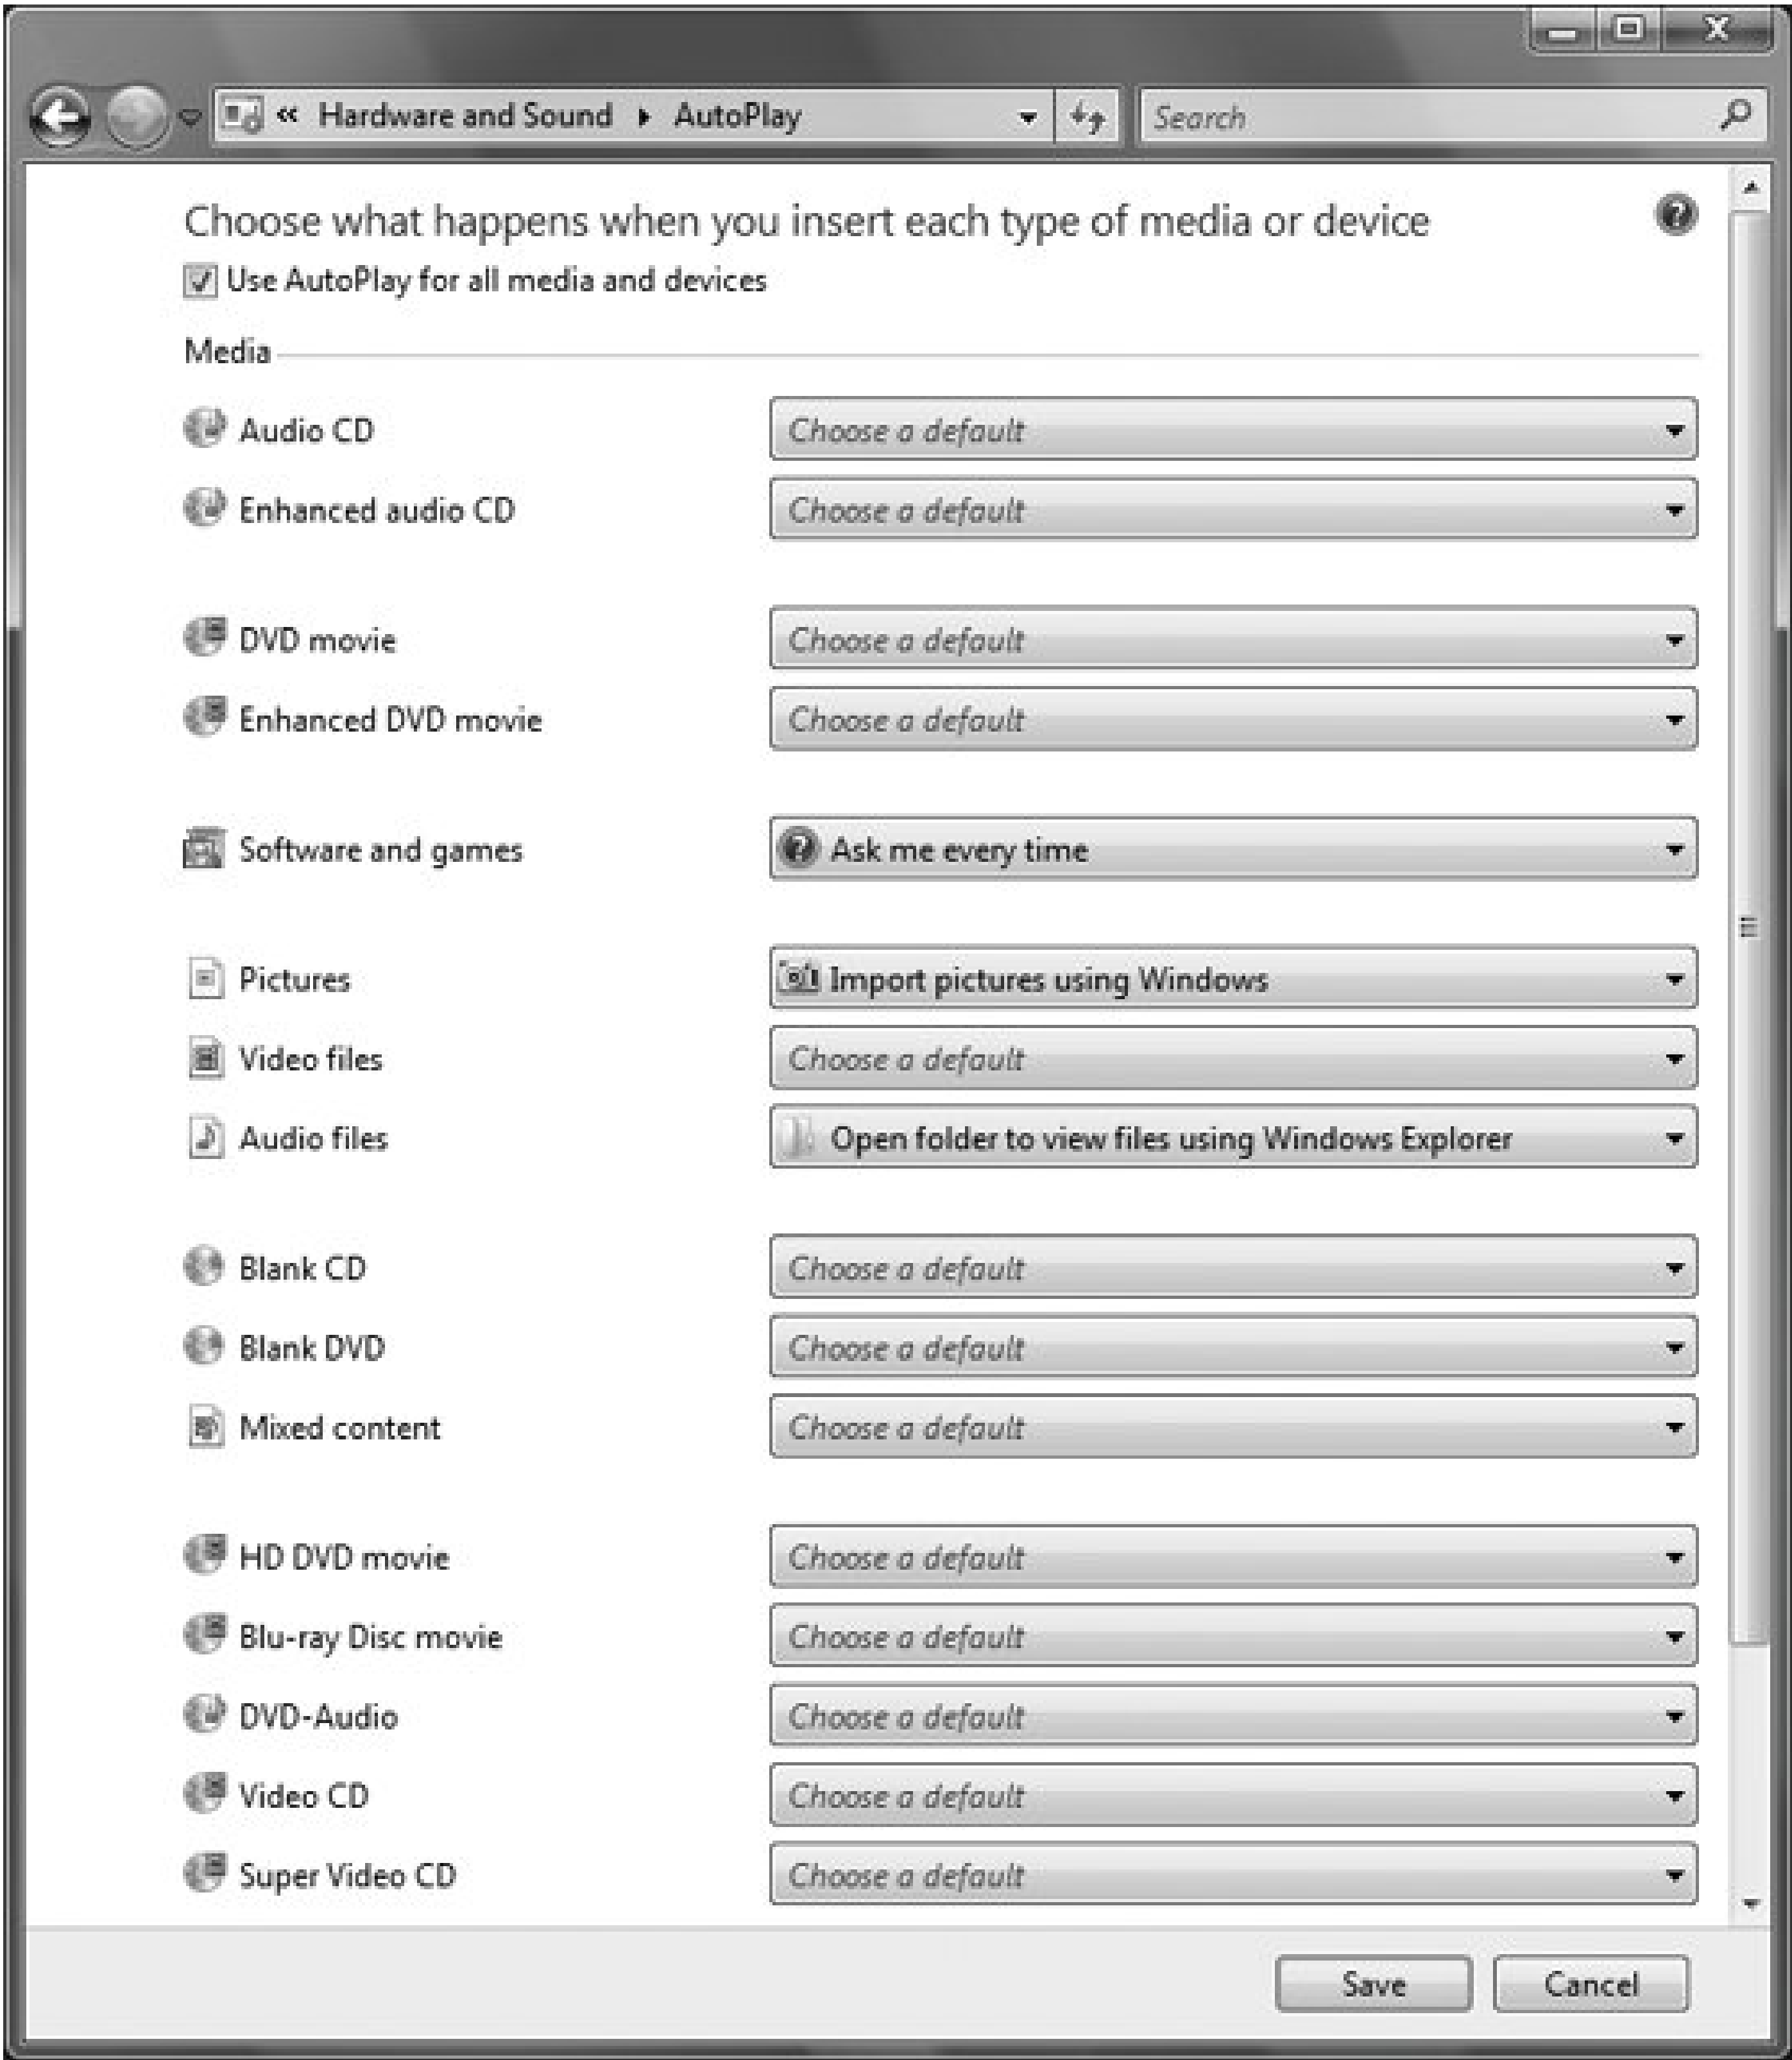 « Hardware and Sound ▸ AutoPlay
Search
Choose what happens when you insert each type of media or device
Use AutoPlay for all media and devices
Media
Audio CD Choose a default
Enhanced audio CD Choose a default
DVD movie Choose a default
Enhanced DVD movie Choose a default
Software and games Ask me every time
Pictures Import pictures using Windows
Video files Choose a default
Audio files Open folder to view files using Windows Explorer
Blank CD Choose a default
Blank DVD Choose a default
Mixed content Choose a default
HD DVD movie Choose a default
Blu-ray Disc movie Choose a default
DVD-Audio Choose a default
Video CD Choose a default
Super Video CD Choose a default
Save Cancel